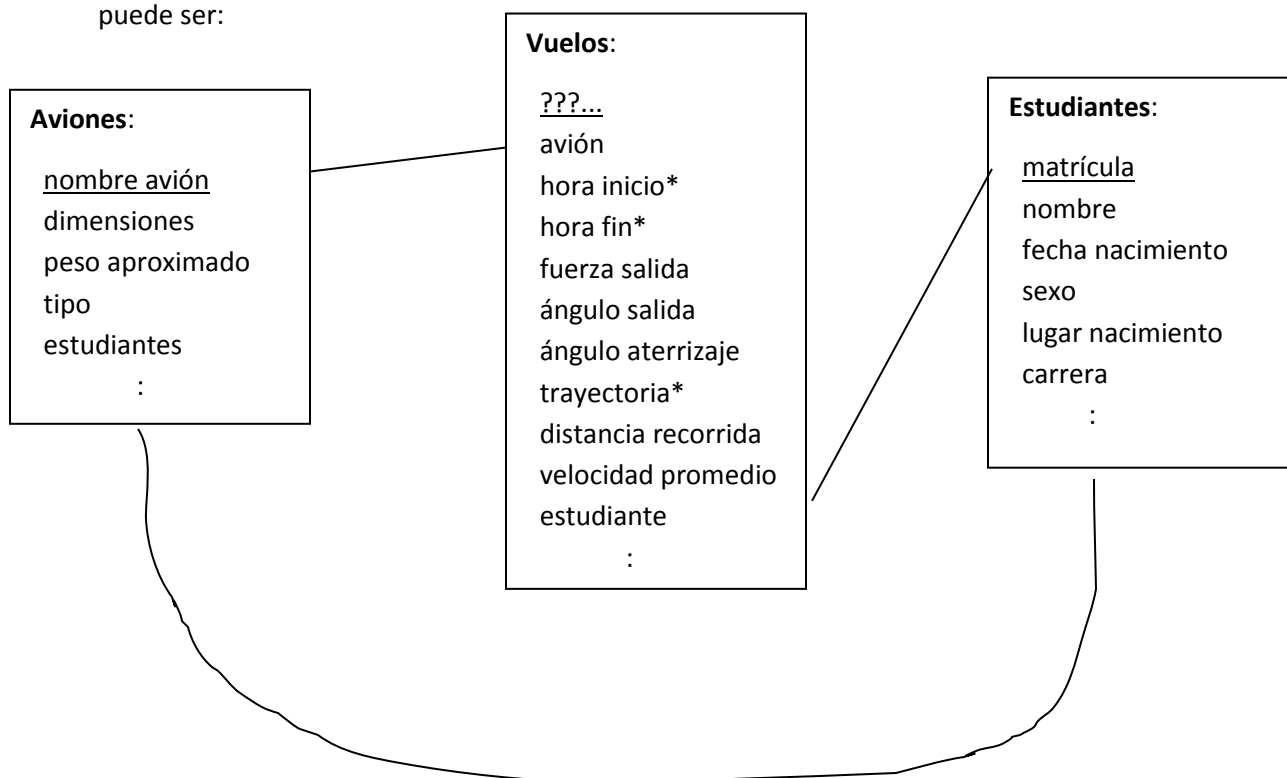 puede ser:
Aviones:
nombre avión
dimensiones
peso aproximado
tipo
estudiantes
:
Vuelos:
???...
avión
hora inicio*
hora fin*
fuerza salida
ángulo salida
ángulo aterrizaje
trayectoria*
distancia recorrida
velocidad promedio
estudiante
:
Estudiantes:
matrícula
nombre
fecha nacimiento
sexo
lugar nacimiento
carrera
: